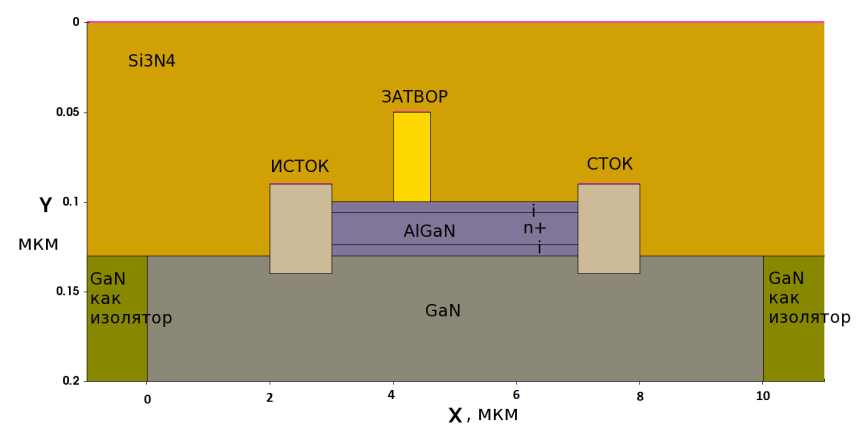 0
Si3N4
ЗАТВОР
0.05
ИСТОК
СТОК
Y
0.1
i
n+
AlGaN
i
мкм
GaN
как
изолятор
GaN
как
изолятор
0.15
GaN
0.2
0 2 4 6 8 10
X , мкм